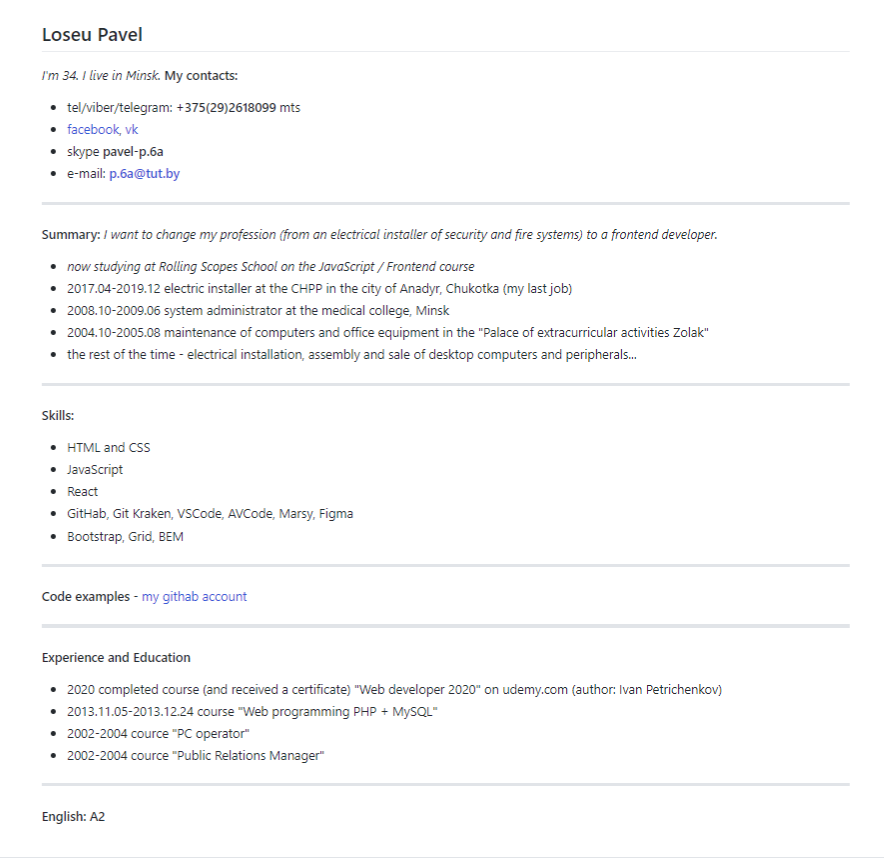 Loseu Pavel
I'm 34. I live in Minsk. My contacts:
• tel/viber/telegram: +375(29)2618099 mts
• facebook, vk
• skype pavel-p.6a
• e-mail: p.6a@tut.by
Summary: I want to change my profession (from an electrical installer of security and fire systems) to a frontend developer.
• now studying at Rolling Scopes School on the JavaScript / Frontend course
• 2017.04-2019.12 electric installer at the CHPP in the city of Anadyr, Chukotka (my last job)
• 2008.10-2009.06 system administrator at the medical college, Minsk
• 2004.10-2005.08 maintenance of computers and office equipment in the "Palace of extracurricular activities Zolak"
• the rest of the time - electrical installation, assembly and sale of desktop computers and peripherals...
Skills:
• HTML and CSS
• JavaScript
• React
• GitHab, Git Kraken, VSCode, AVCode, Marsy, Figma
• Bootstrap, Grid, BEM
Code examples - my githab account
Experience and Education
• 2020 completed course (and received a certificate) "Web developer 2020" on udemy.com (author: Ivan Petrichenkov)
• 2013.11.05-2013.12.24 course "Web programming PHP + MySQL"
• 2002-2004 cource "PC operator"
• 2002-2004 cource "Public Relations Manager"
English: A2